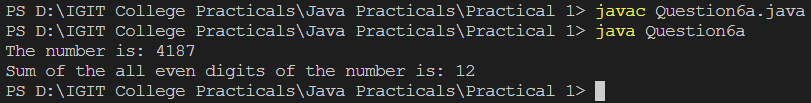 PS D:\IGIT College Practicals\Java Practicals\Practical 1> javac Question6a.java
PS D:\IGIT College Practicals\Java Practicals\Practical 1> java Question6a
The number is: 4187
Sum of the all even digits of the number is: 12
PS D:\IGIT College Practicals\Java Practicals\Practical 1>